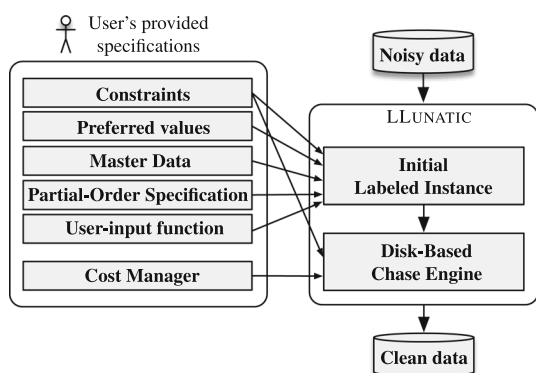 User's provided
specifications
Constraints
Preferred values
Master Data
Partial-Order Specification
User-input function
Cost Manager
Noisy data
LLUNATIC
Initial
Labeled Instance
Disk-Based
Chase Engine
Clean data